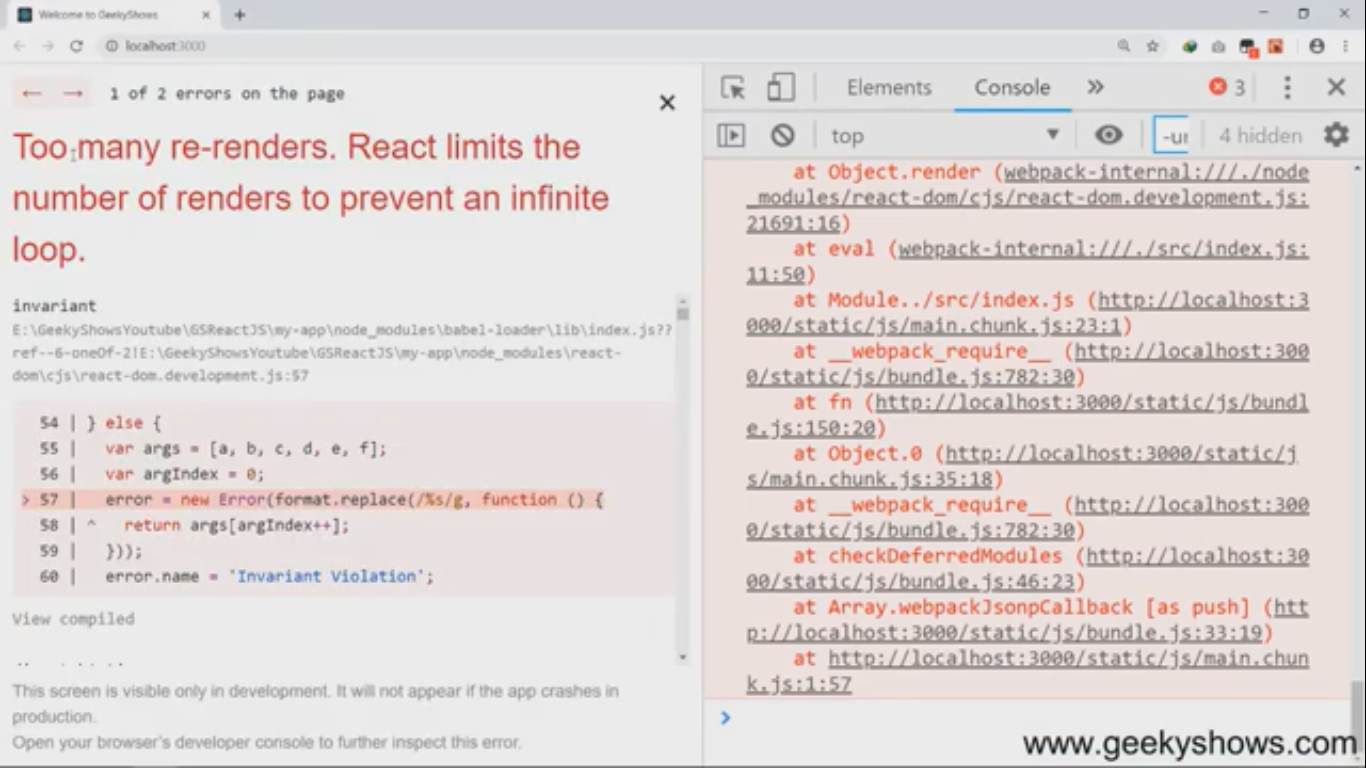 Welcome to GeekyShows
localhost:3000
1 of 2 errors on the page
Too many re-renders. React limits the
number of renders to prevent an infinite
loop.
invariant
E:\GeekyShowsYoutube\GSReactJS\my-app\node_modules\babel-loader\lib\index.js??
ref--6-oneOf-2!E:\GeekyShowsYoutube\GSReactJS\my-app\node_modules\react-
dom\cjs\react-dom.development.js:57
54 | } else {
55 | var args = [a, b, c, d, e, f];
56 | var argIndex = 0;
> 57 | error = new Error(format.replace(/%s/g, function () {
58 | ^ return args[argIndex++];
59 | }));
60 | error.name = 'Invariant Violation';
View compiled
This screen is visible only in development. It will not appear if the app crashes in
production.
Open your browser's developer console to further inspect this error.
Elements Console » 3
top -ur 4 hidden
at Object.render (webpack-internal:///./node
_modules/react-dom/cjs/react-dom.development.js:
21691:16)
at eval (webpack-internal:///./src/index.js:
11:50)
at Module../src/index.js (http://localhost:3
000/static/js/main.chunk.js:23:1)
at __webpack_require__ (http://localhost:300
0/static/js/bundle.js:782:30)
at fn (http://localhost:3000/static/js/bundl
e.js:150:20)
at Object.0 (http://localhost:3000/static/j
s/main.chunk.js:35:18)
at __webpack_require__ (http://localhost:300
0/static/js/bundle.js:782:30)
at checkDeferredModules (http://localhost:30
00/static/js/bundle.js:46:23)
at Array.webpackJsonpCallback [as push] (htt
p://localhost:3000/static/js/bundle.js:33:19)
at http://localhost:3000/static/js/main.chun
k.js:1:57
www.geekyshows.com